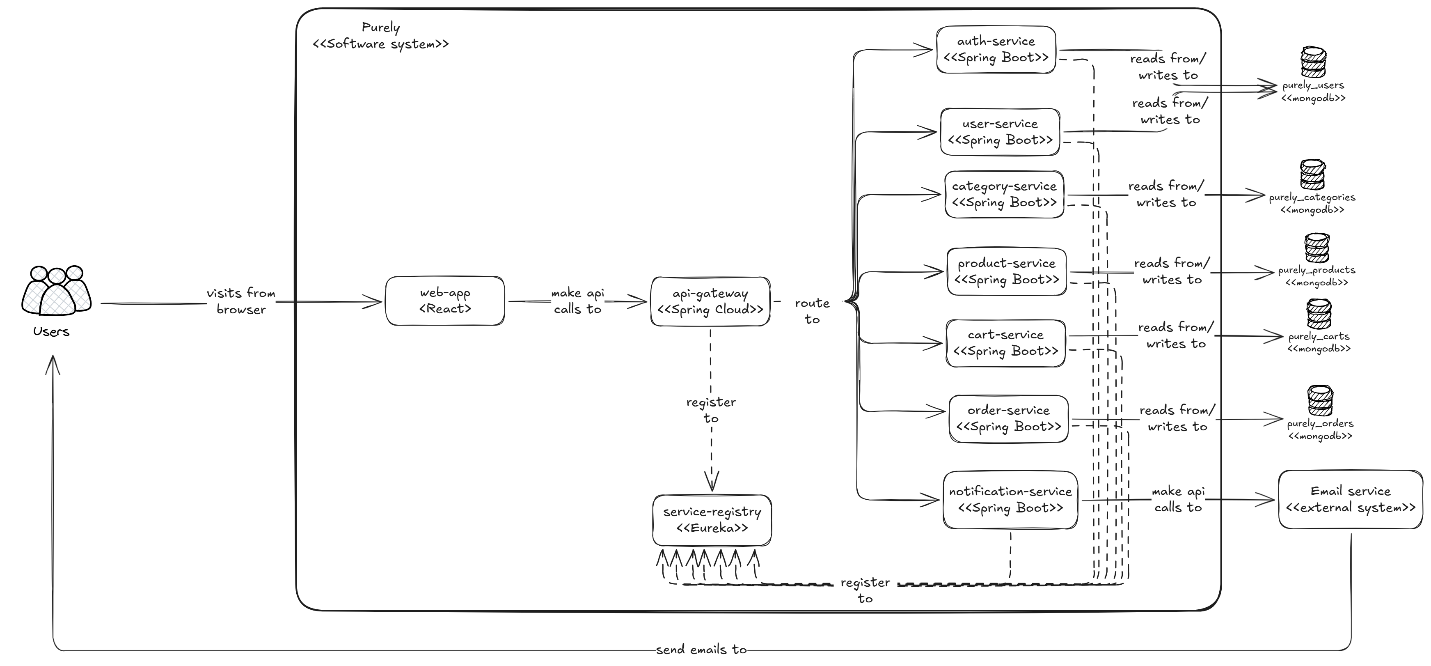 Purely
<<Software system>>
auth-service
<<Spring Boot>>
reads from/
writes to
purely_users
<<mongodb>>
user-service
<<Spring Boot>>
reads from/
writes to
category-service
<<Spring Boot>>
reads from/
writes to
purely_categories
<<mongodb>>
product-service
<<Spring Boot>>
reads from/
writes to
purely_products
<<mongodb>>
Users
visits from
browser
web-app
<React>
make api
calls to
api-gateway
<<Spring Cloud>>
route
to
cart-service
<<Spring Boot>>
reads from/
writes to
purely_carts
<<mongodb>>
register
to
order-service
<<Spring Boot>>
reads from/
writes to
purely_orders
<<mongodb>>
service-registry
<<Eureka>>
notification-service
<<Spring Boot>>
make api
calls to
Email service
<<external system>>
register
to
send emails to